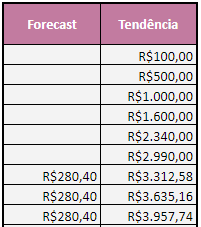 Forecast Tendência
R$100,00
R$500,00
R$1.000,00
R$1.600,00
R$2.340,00
R$2.990,00
R$280,40 R$3.312,58
R$280,40 R$3.635,16
R$280,40 R$3.957,74